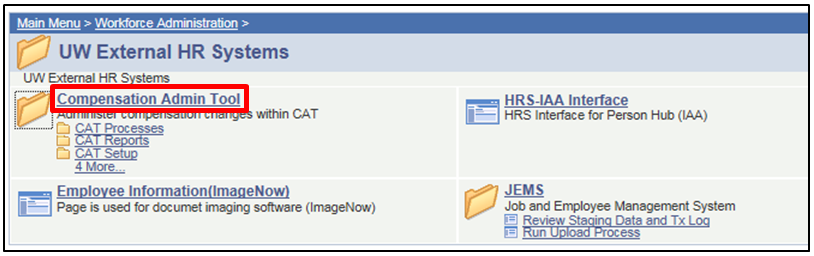 Main Menu > Workforce Administration >
UW External HR Systems
UW External HR Systems
Compensation Admin Tool
Administer compensation changes within CAT
CAT Processes
CAT Reports
CAT Setup
4 More...
HRS-IAA Interface
HRS Interface for Person Hub (IAA)
Employee Information(ImageNow)
Page is used for documet imaging software (ImageNow)
JEMS
Job and Employee Management System
Review Staging Data and Tx Log
Run Upload Process